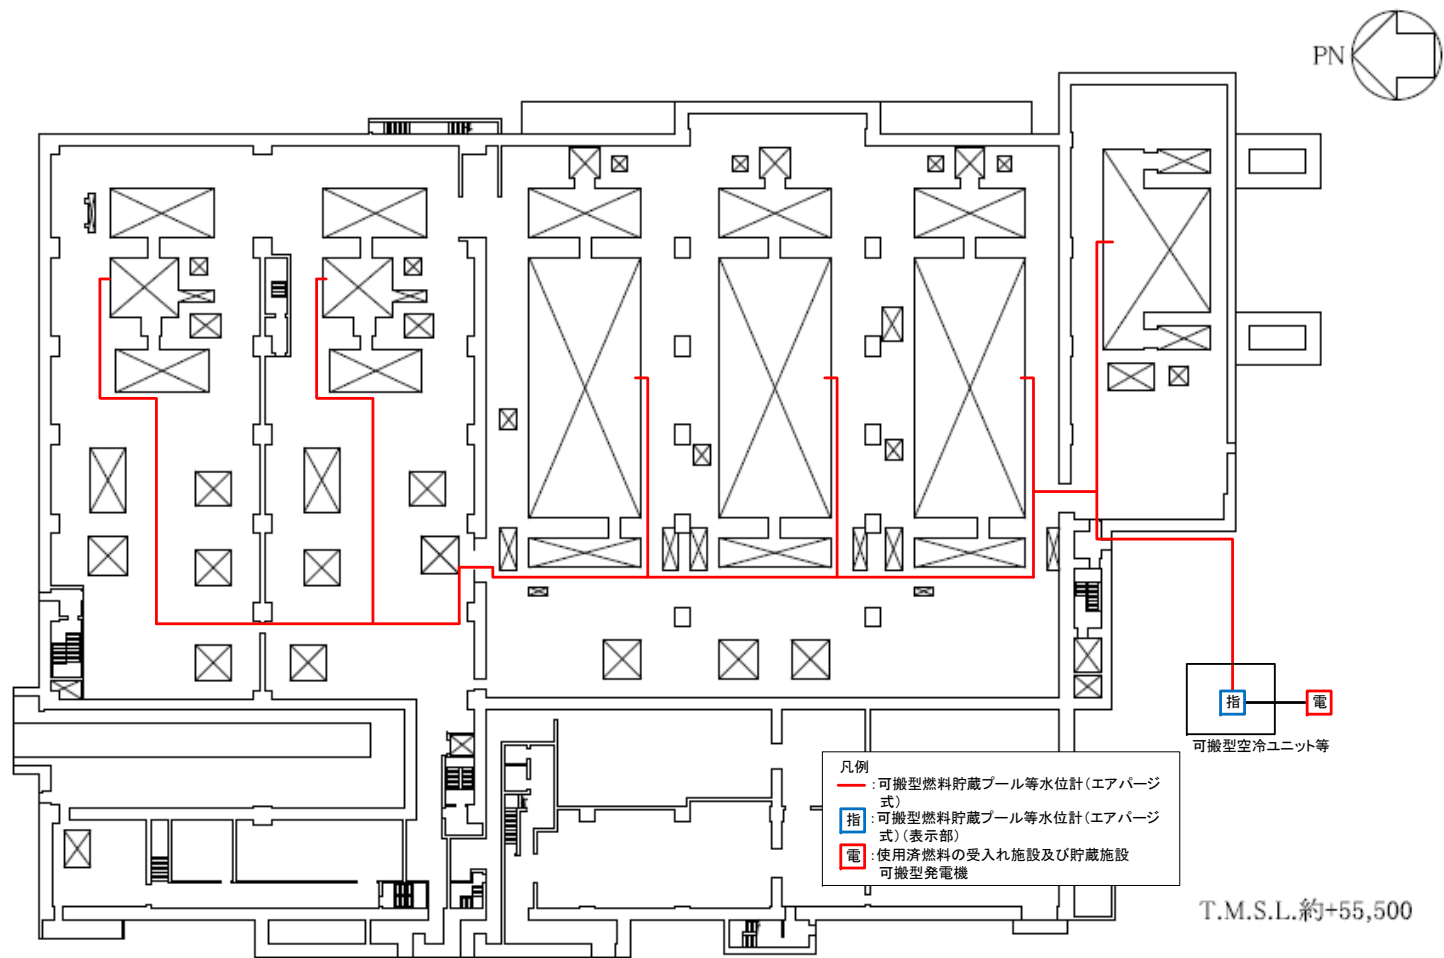 PN
指
電
可搬型空冷ユニット等
凡例
:可搬型燃料貯蔵プール等水位計(エアパージ
式)
指
:可搬型燃料貯蔵プール等水位計(エアパージ
式)(表示部)
電
:使用済燃料の受入れ施設及び貯蔵施設
可搬型発電機
T.M.S.L.約+55,500